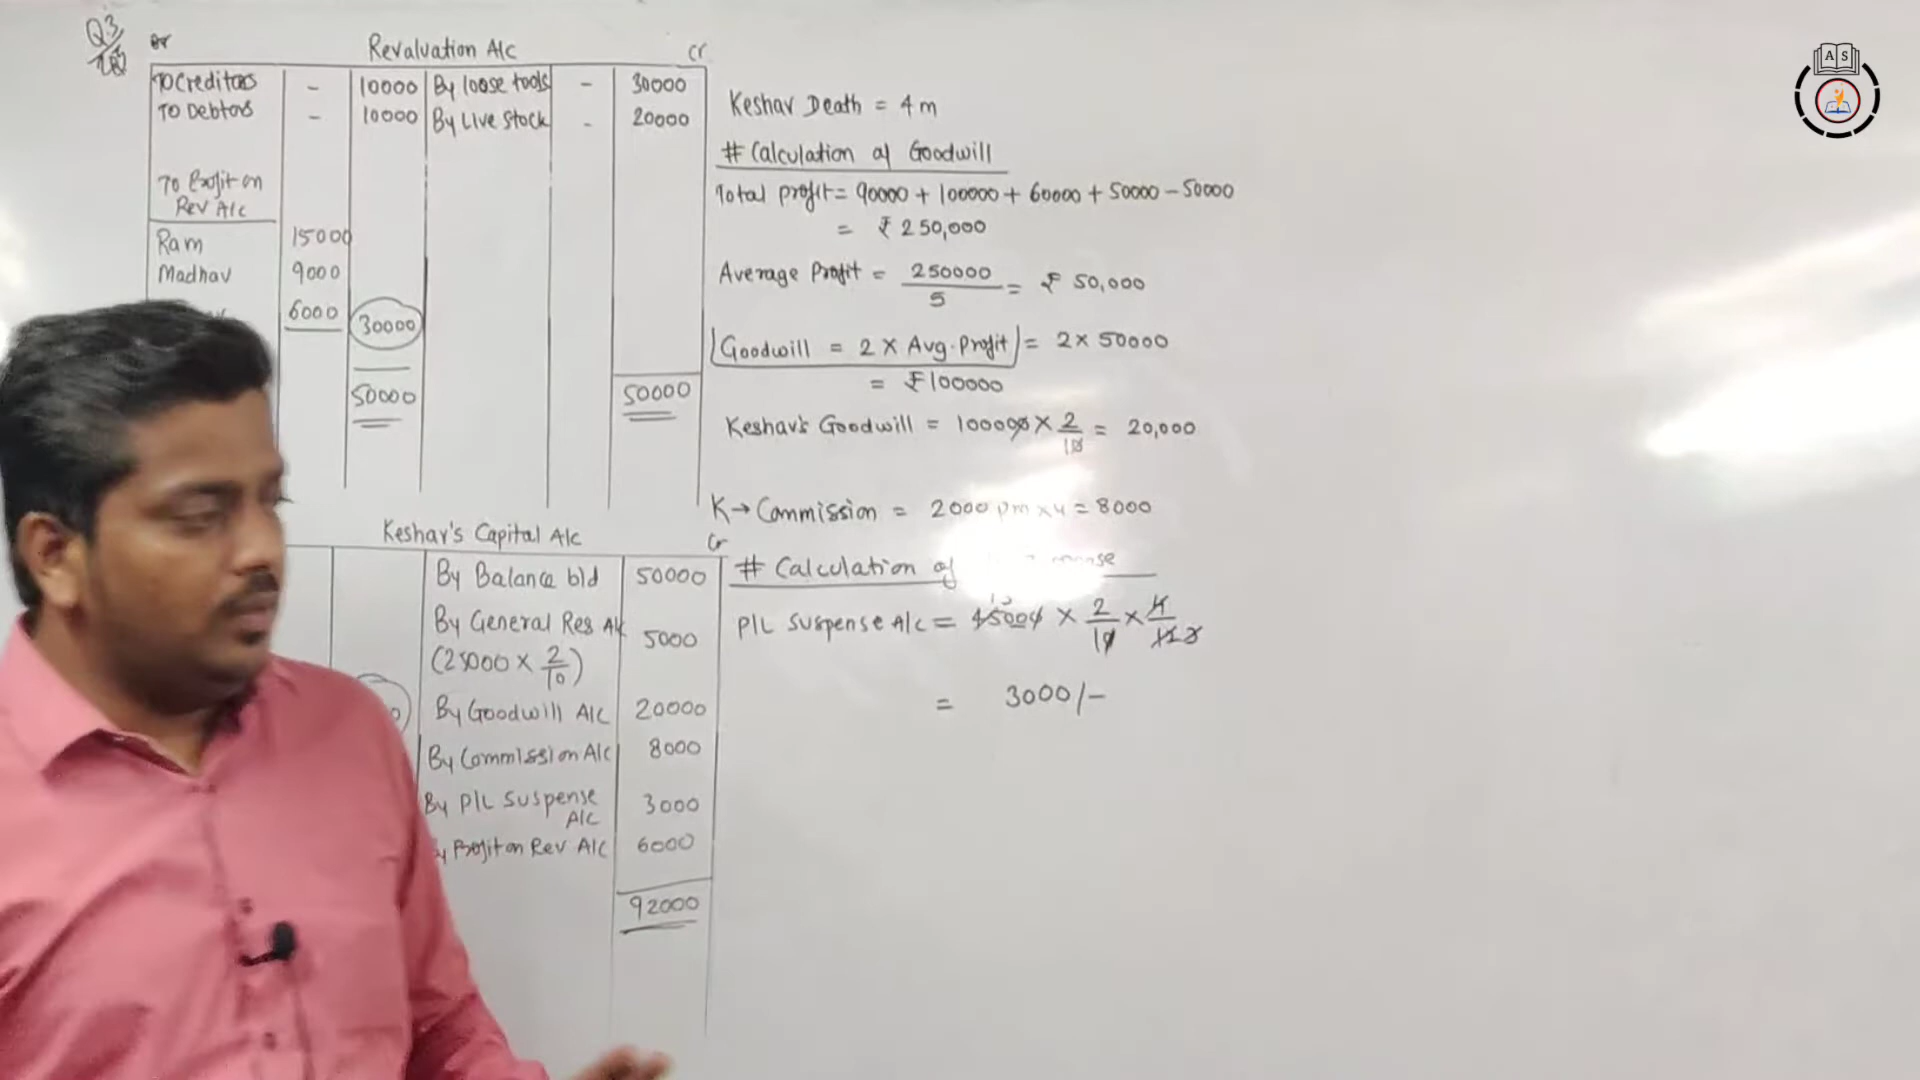 Q3
Dr Revaluation A/c Cr
To Creditors - 10000 By loose tools - 30000
To Debtors - 10000 By Live Stock - 20000
To Profit on
Rev A/c
Ram 15000
Madhav 9000
6000 30000
50000 50000
Keshav's Capital A/c Cr
By Balance b/d 50000
By General Res A/c 5000
(25000 × 2/10)
By Goodwill A/c 20000
By Commission A/c 8000
By P/L Suspense A/c 3000
Profit on Rev A/c 6000
92000
Keshav Death = 4 m
# Calculation of Goodwill
Total profit = 90000 + 100000 + 60000 + 50000 - 50000
= ₹ 250,000
Average Profit = 250000/5 = ₹ 50,000
Goodwill = 2 × Avg. Profit = 2 × 50000
= ₹ 100000
Keshav's Goodwill = 100000 × 2/10 = 20,000
K → Commission = 2000 pm × 4 = 8000
# Calculation of
P/L Suspense A/c = 45000 × 2/10 × 4/12
= 3000/-
A S